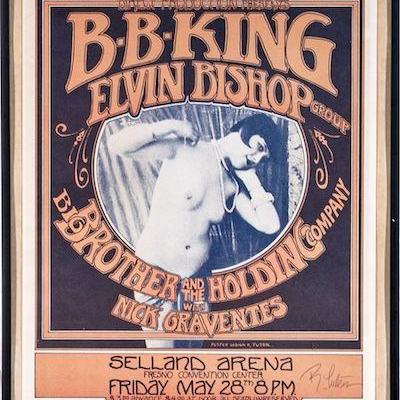 B·B·KING
ELVIN BISHOP
GROUP
BIG BROTHER AND THE HOLDING COMPANY
WITH
NICK GRAVENITES
SELLAND ARENA
FRESNO CONVENTION CENTER
FRIDAY MAY 28TH 8 P.M.